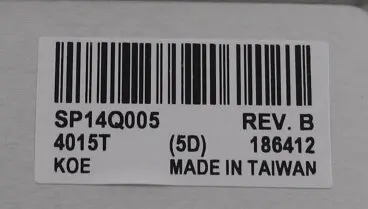 SP14Q005 REV. B
4015T (5D) 186412
KOE MADE IN TAIWAN